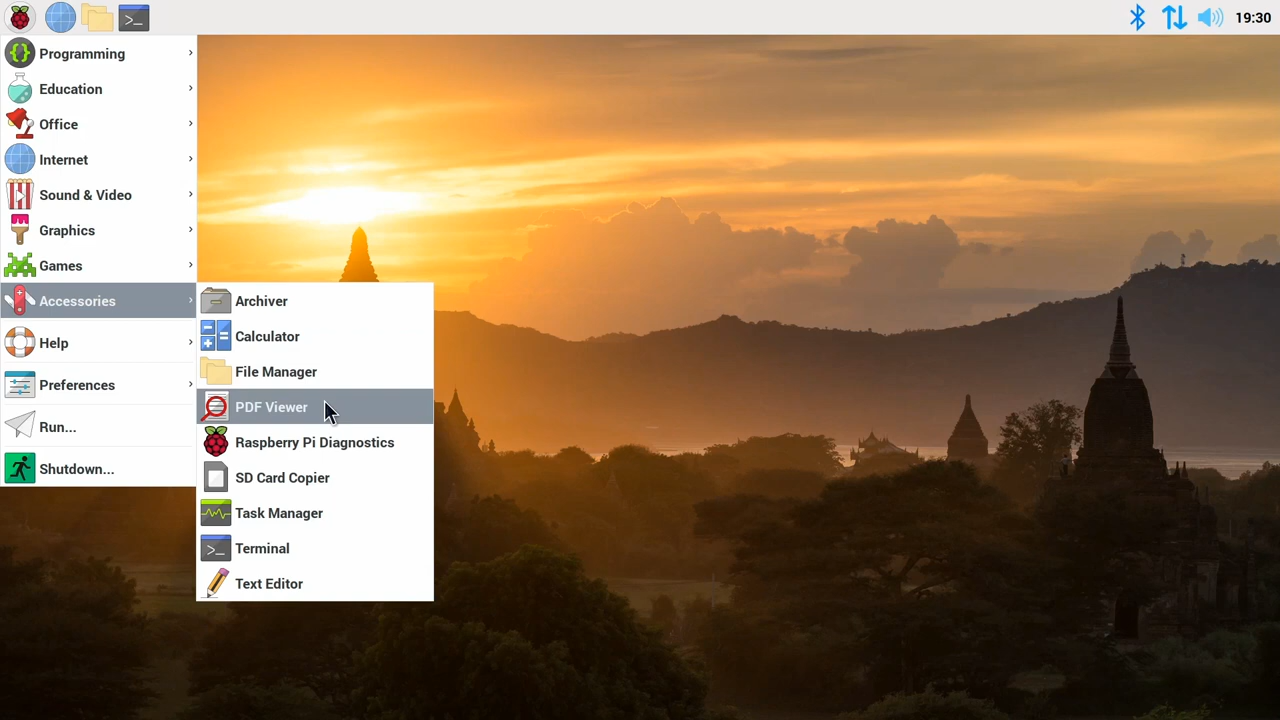 19:30
Programming
Education
Office
Internet
Sound & Video
Graphics
Games
Accessories
Help
Preferences
Run...
Shutdown...
Archiver
Calculator
File Manager
PDF Viewer
Raspberry Pi Diagnostics
SD Card Copier
Task Manager
Terminal
Text Editor